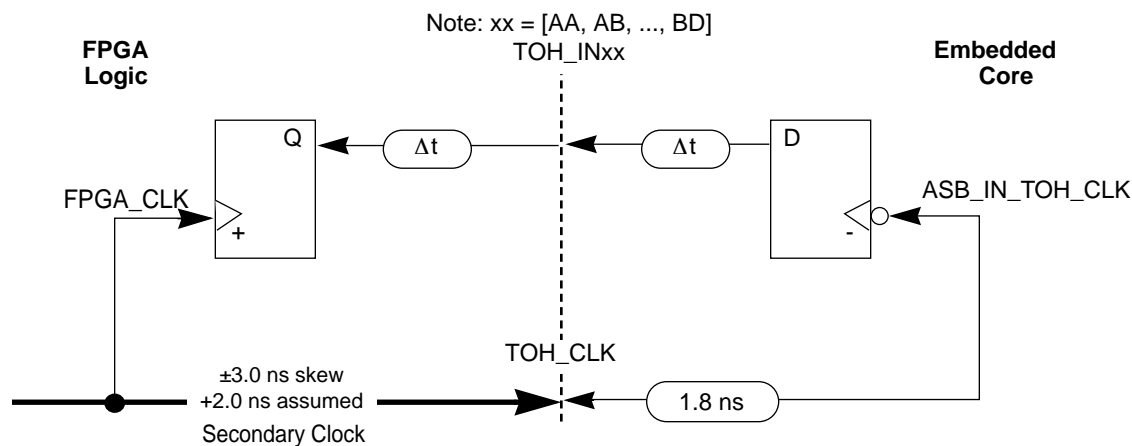 Note: xx = [AA, AB, ..., BD]
TOH_INxx
FPGA
Logic
Embedded
Core
Q
Δt
Δt
D
FPGA_CLK
+
ASB_IN_TOH_CLK
-
TOH_CLK
±3.0 ns skew
+2.0 ns assumed
Secondary Clock
1.8 ns